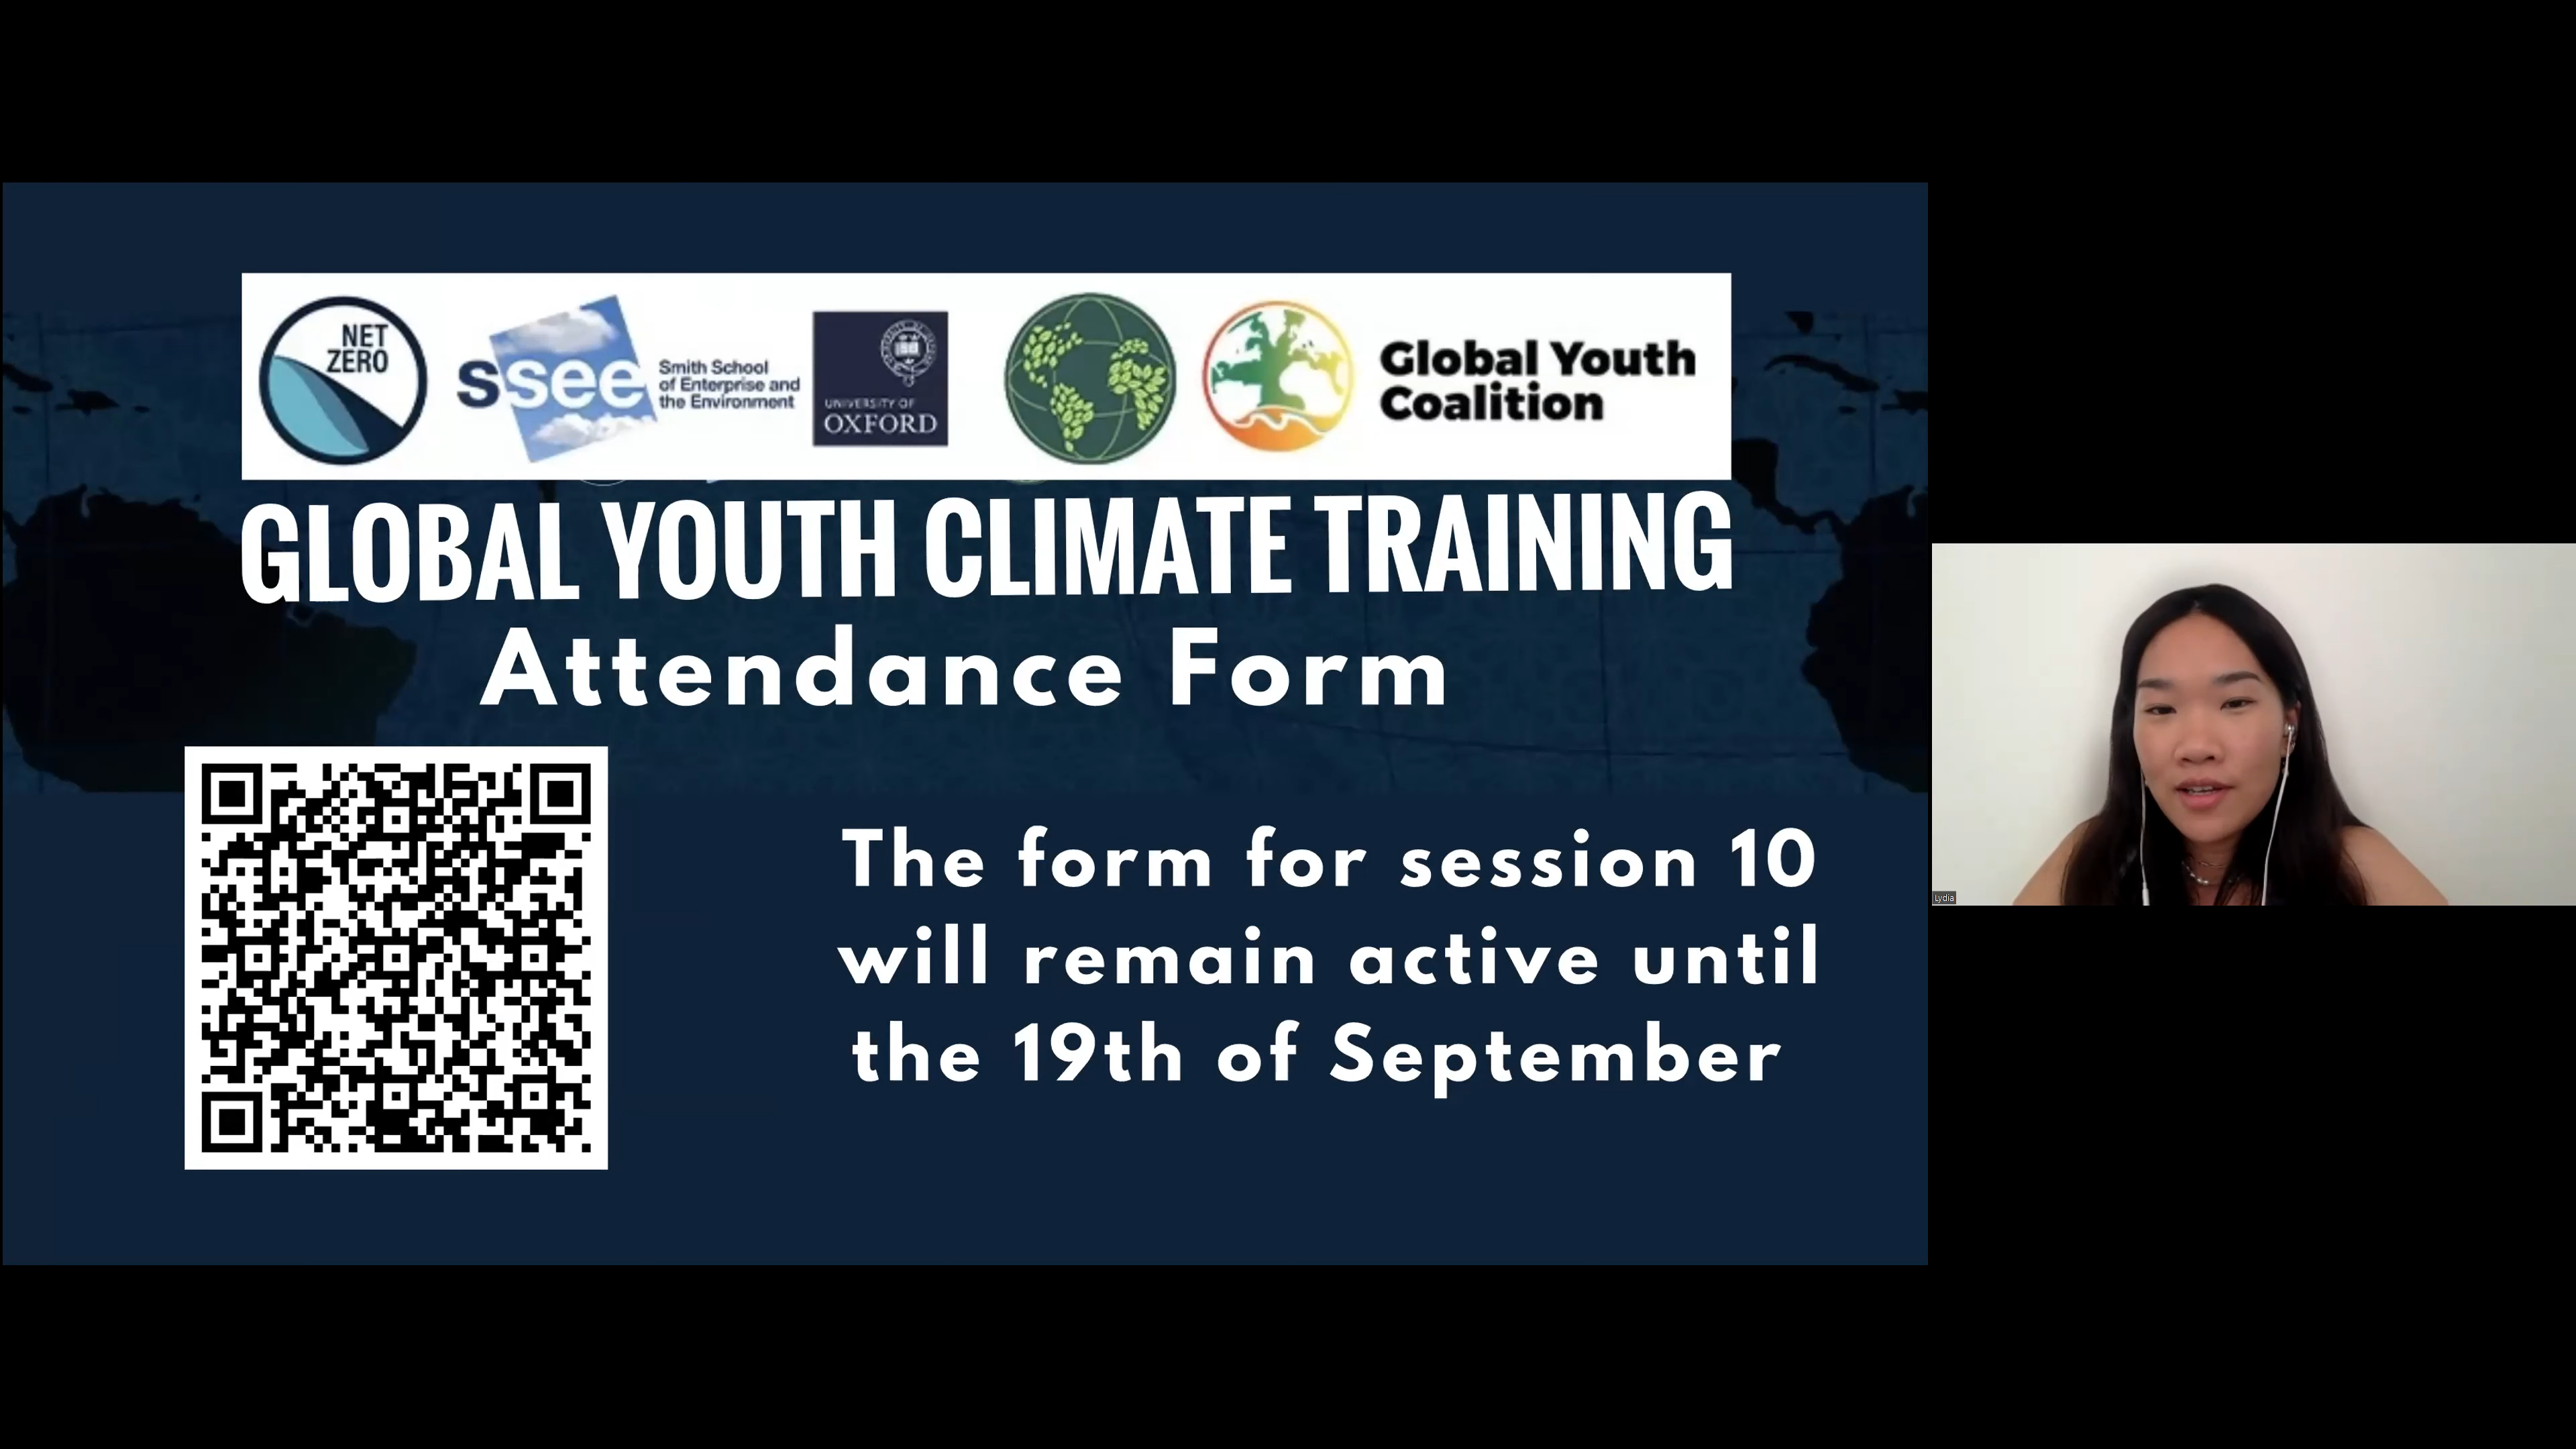 NET
ZERO
ssee
Smith School
of Enterprise and
the Environment
UNIVERSITY OF
OXFORD
Global Youth
Coalition
GLOBAL YOUTH CLIMATE TRAINING
Attendance Form
The form for session 10
will remain active until
the 19th of September
Lydia